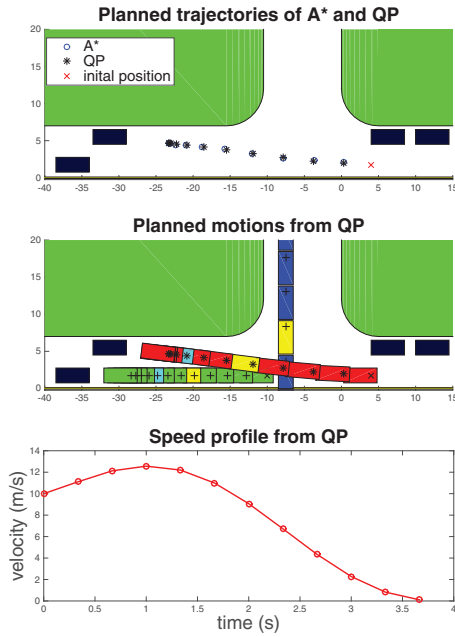 Planned trajectories of A* and QP
20
15
10
5
0
A*
QP
inital position
-40 -35 -30 -25 -20 -15 -10 -5 0 5 10 15
Planned motions from QP
20
15
10
5
0
-40 -35 -30 -25 -20 -15 -10 -5 0 5 10 15
Speed profile from QP
velocity (m/s)
14
12
10
8
6
4
2
0
0 0.5 1 1.5 2 2.5 3 3.5 4
time (s)